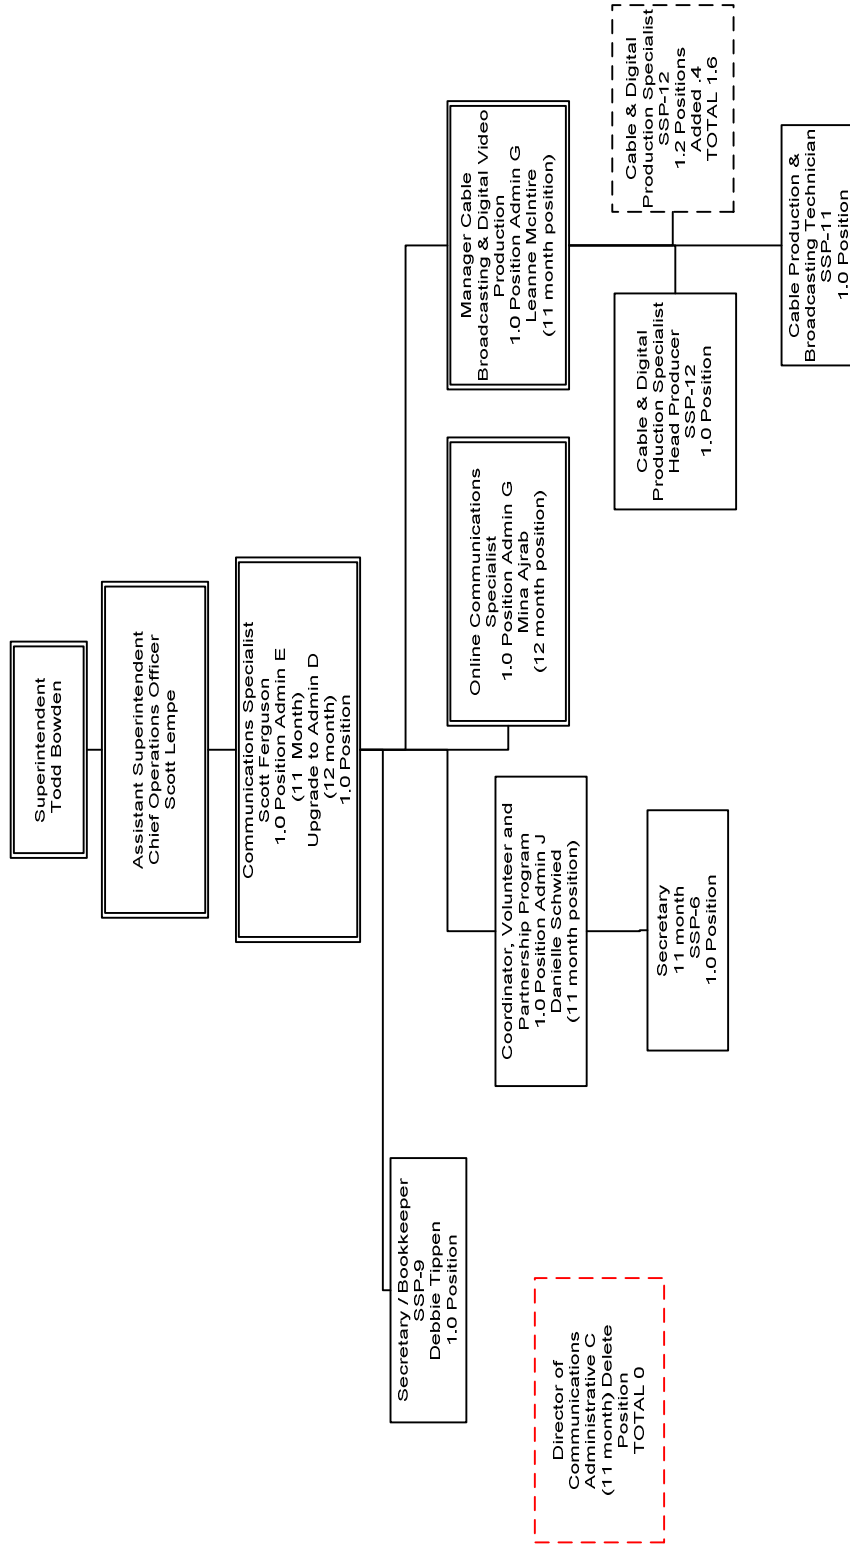 Superintendent
Todd Bowden
Assistant Superintendent
Chief Operations Officer
Scott Lempe
Communications Specialist
Scott Ferguson
1.0 Position Admin E
(11 Month)
Upgrade to Admin D
(12 month)
1.0 Position
Secretary / Bookkeeper
SSP-9
Debbie Tippen
1.0 Position
Coordinator, Volunteer and
Partnership Program
1.0 Position Admin J
Danielle Schwied
(11 month position)
Online Communications
Specialist
1.0 Position Admin G
Mina Ajrab
(12 month position)
Manager Cable
Broadcasting & Digital Video
Production
1.0 Position Admin G
Leanne McIntire
(11 month position)
Director of
Communications
Administrative C
(11 month) Delete
Position
TOTAL 0
Secretary
11 month
SSP-6
1.0 Position
Cable & Digital
Production Specialist
Head Producer
SSP-12
1.0 Position
Cable & Digital
Production Specialist
SSP-12
1.2 Positions
Added .4
TOTAL 1.6
Cable Production &
Broadcasting Technician
SSP-11
1.0 Position